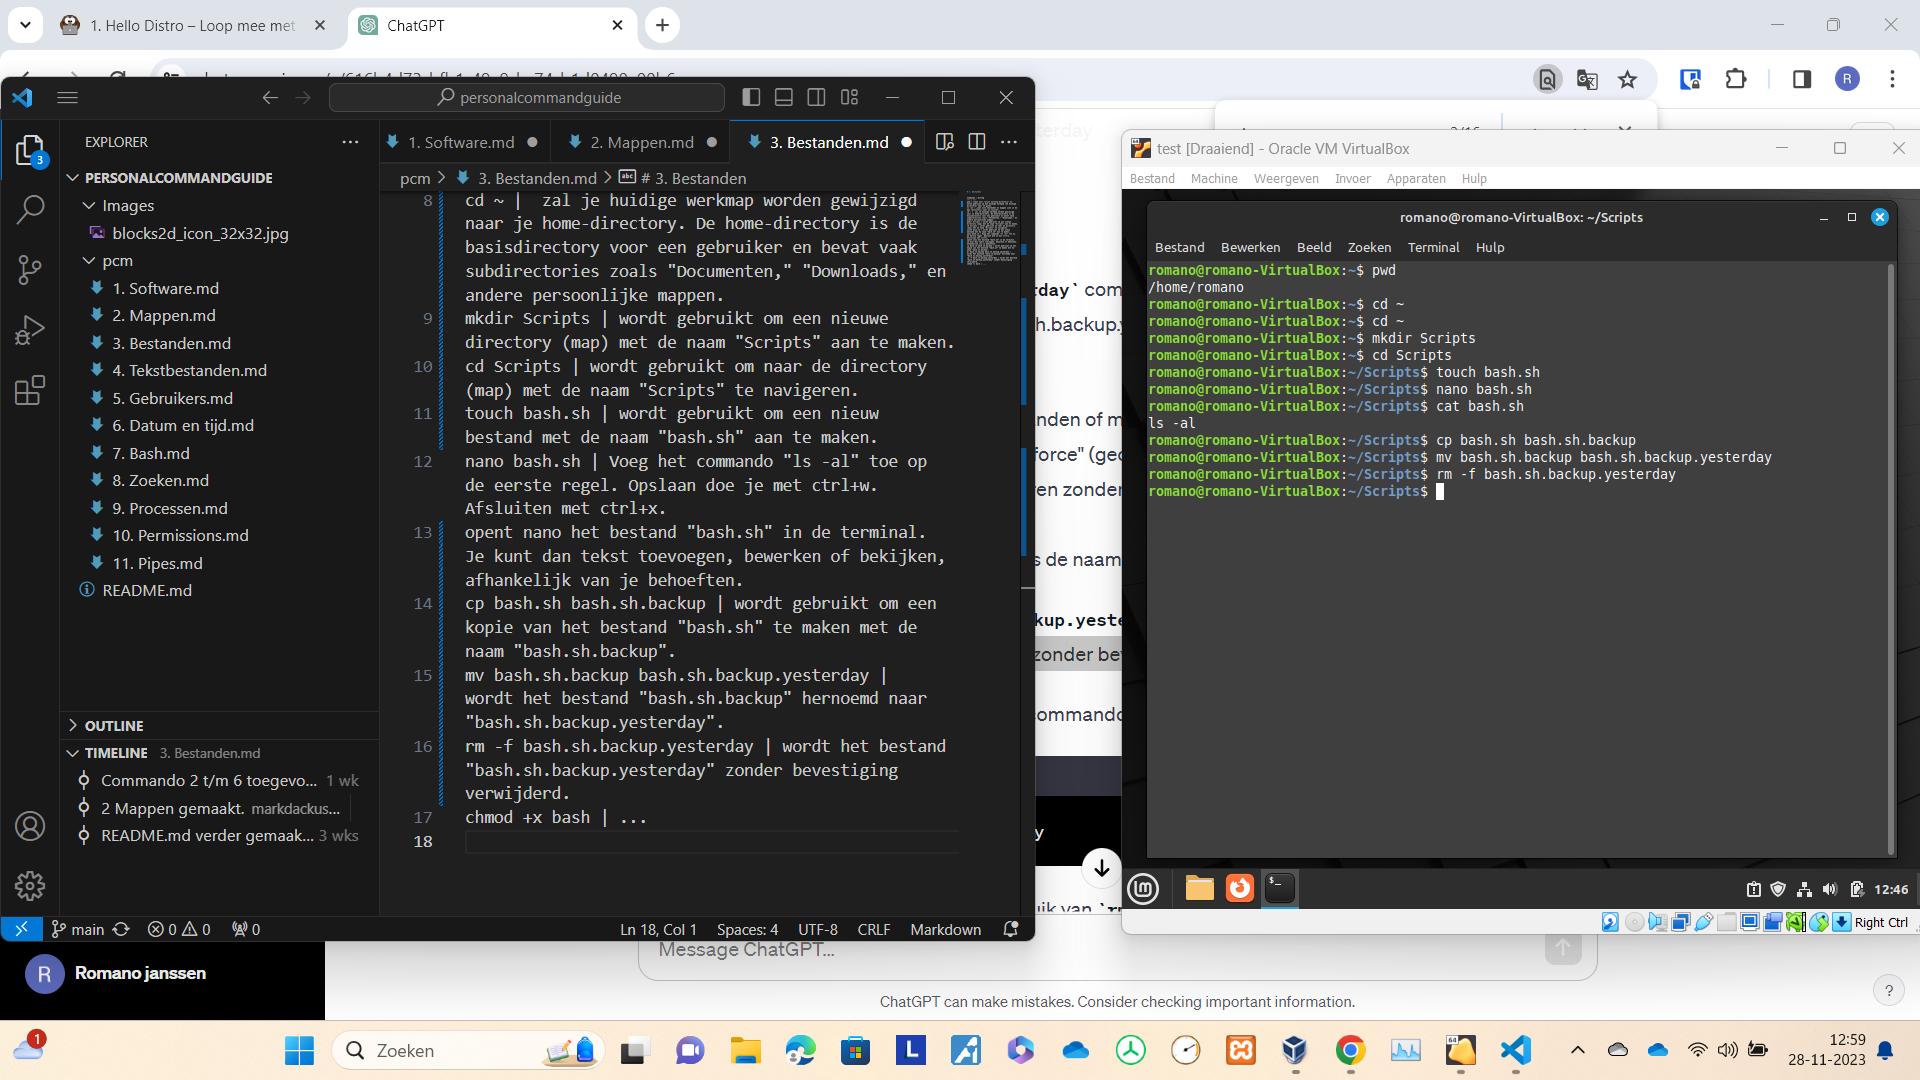 1. Hello Distro – Loop mee met
ChatGPT
personalcommandguide
EXPLORER
PERSONALCOMMANDGUIDE
Images
blocks2d_icon_32x32.jpg
pcm
1. Software.md
2. Mappen.md
3. Bestanden.md
4. Tekstbestanden.md
5. Gebruikers.md
6. Datum en tijd.md
7. Bash.md
8. Zoeken.md
9. Processen.md
10. Permissions.md
11. Pipes.md
README.md
3
OUTLINE
TIMELINE 3. Bestanden.md
Commando 2 t/m 6 toegevo... 1 wk
2 Mappen gemaakt. markdackus...
README.md verder gemaak... 3 wks
1. Software.md
2. Mappen.md
3. Bestanden.md
pcm > 3. Bestanden.md > # 3. Bestanden
8 cd ~ |  zal je huidige werkmap worden gewijzigd
naar je home-directory. De home-directory is de
basisdirectory voor een gebruiker en bevat vaak
subdirectories zoals "Documenten," "Downloads," en
andere persoonlijke mappen.
9 mkdir Scripts | wordt gebruikt om een nieuwe
directory (map) met de naam "Scripts" aan te maken.
10 cd Scripts | wordt gebruikt om naar de directory
(map) met de naam "Scripts" te navigeren.
11 touch bash.sh | wordt gebruikt om een nieuw
bestand met de naam "bash.sh" aan te maken.
12 nano bash.sh | Voeg het commando "ls -al" toe op
de eerste regel. Opslaan doe je met ctrl+w.
Afsluiten met ctrl+x.
13 opent nano het bestand "bash.sh" in de terminal.
Je kunt dan tekst toevoegen, bewerken of bekijken,
afhankelijk van je behoeften.
14 cp bash.sh bash.sh.backup | wordt gebruikt om een
kopie van het bestand "bash.sh" te maken met de
naam "bash.sh.backup".
15 mv bash.sh.backup bash.sh.backup.yesterday |
wordt het bestand "bash.sh.backup" hernoemd naar
"bash.sh.backup.yesterday".
16 rm -f bash.sh.backup.yesterday | wordt het bestand
"bash.sh.backup.yesterday" zonder bevestiging
verwijderd.
17 chmod +x bash | ...
18
main 0 0 0
Ln 18, Col 1 Spaces: 4 UTF-8 CRLF Markdown
R
rday` com
h.backup.y
nden of m
force" (geo
en zonder
s de naam
kup.yeste
zonder be
commando
y
test [Draaiend] - Oracle VM VirtualBox
Bestand Machine Weergeven Invoer Apparaten Hulp
romano@romano-VirtualBox: ~/Scripts
Bestand Bewerken Beeld Zoeken Terminal Hulp
romano@romano-VirtualBox:~$ pwd
/home/romano
romano@romano-VirtualBox:~$ cd ~
romano@romano-VirtualBox:~$ cd ~
romano@romano-VirtualBox:~$ mkdir Scripts
romano@romano-VirtualBox:~$ cd Scripts
romano@romano-VirtualBox:~/Scripts$ touch bash.sh
romano@romano-VirtualBox:~/Scripts$ nano bash.sh
romano@romano-VirtualBox:~/Scripts$ cat bash.sh
ls -al
romano@romano-VirtualBox:~/Scripts$ cp bash.sh bash.sh.backup
romano@romano-VirtualBox:~/Scripts$ mv bash.sh.backup bash.sh.backup.yesterday
romano@romano-VirtualBox:~/Scripts$ rm -f bash.sh.backup.yesterday
romano@romano-VirtualBox:~/Scripts$
12:46
Right Ctrl
R Romano janssen
Message ChatGPT...
ChatGPT can make mistakes. Consider checking important information.
?
1
Zoeken
L
64
12:59
28-11-2023